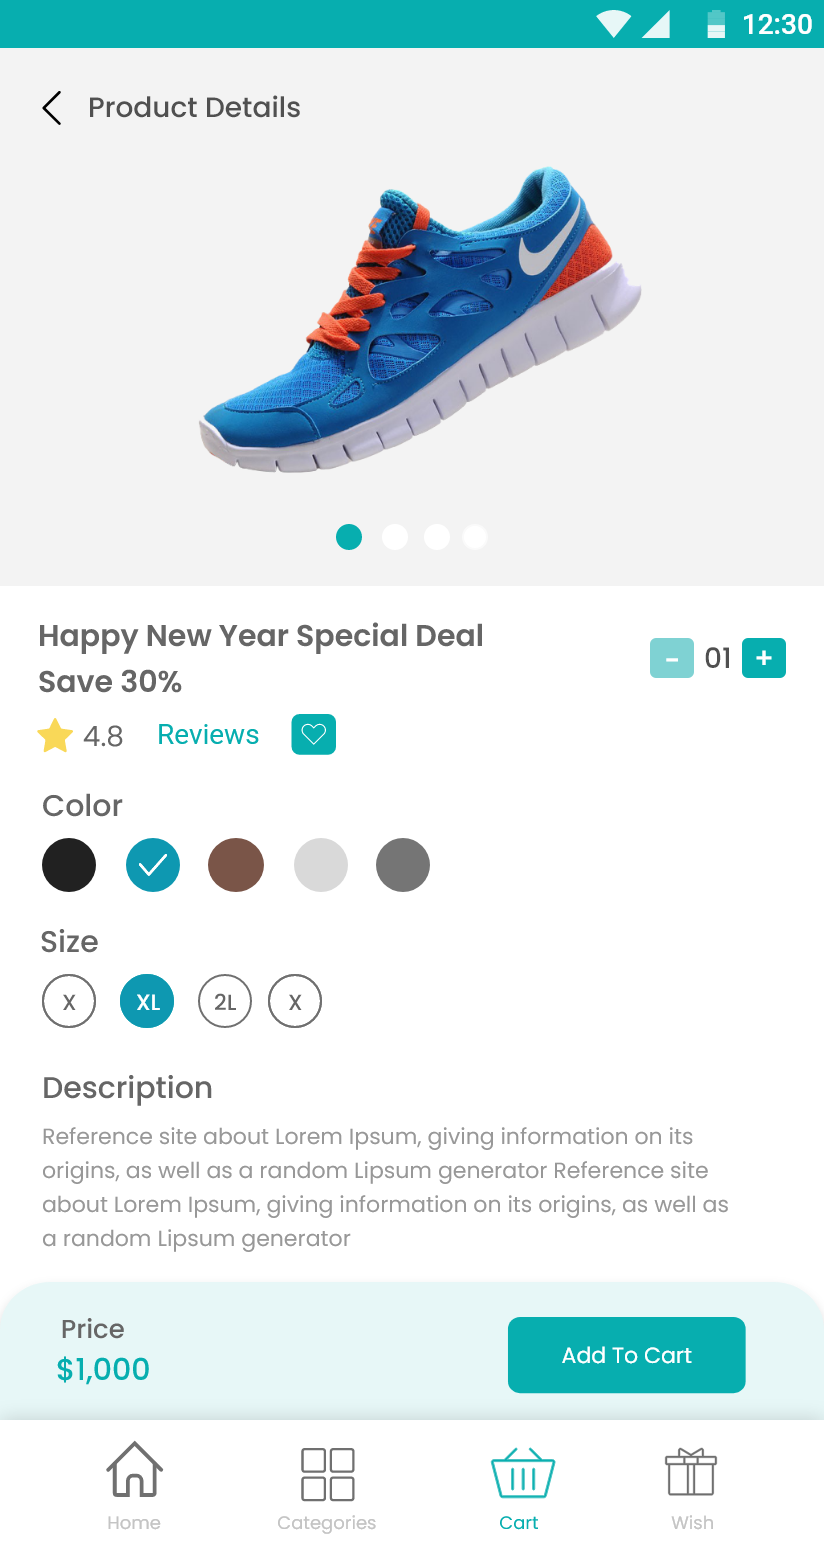 12:30
Product Details
Happy New Year Special Deal
Save 30%
- 01 +
4.8 Reviews
Color
Size
X XL 2L X
Description
Reference site about Lorem Ipsum, giving information on its
origins, as well as a random Lipsum generator Reference site
about Lorem Ipsum, giving information on its origins, as well as
a random Lipsum generator
Price
$1,000
Add To Cart
Home Categories Cart Wish